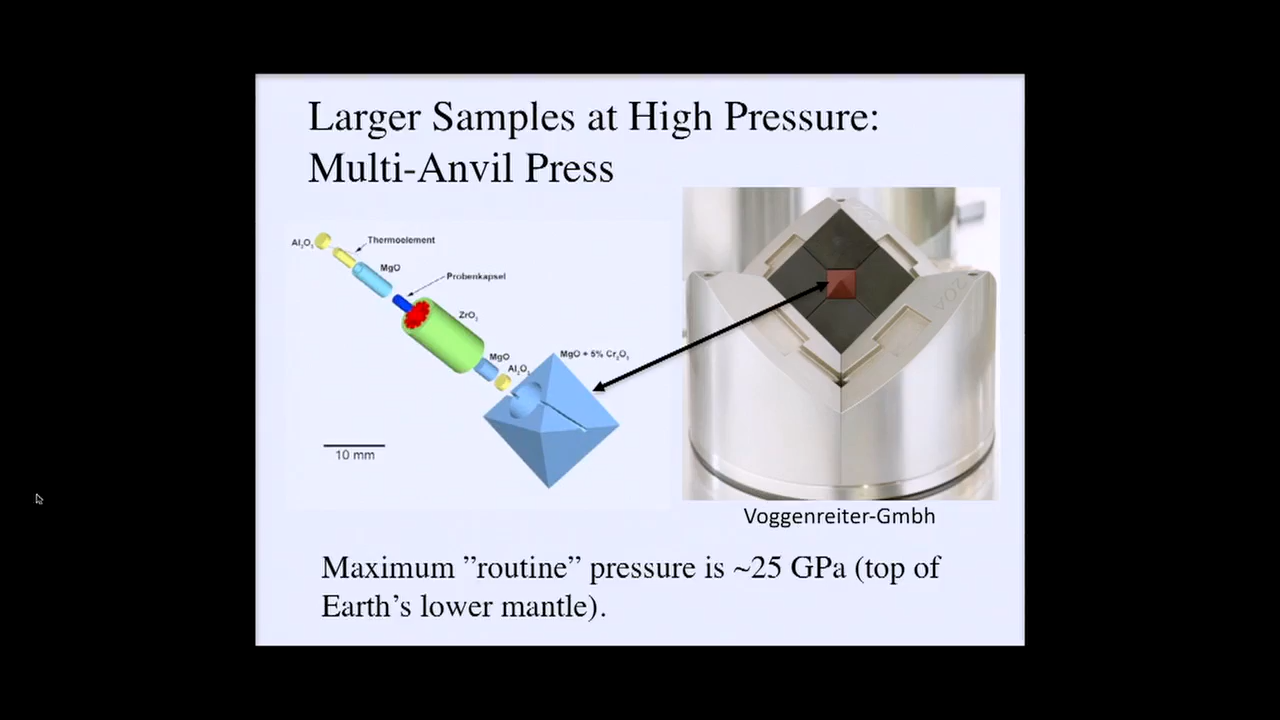 Larger Samples at High Pressure:
Multi-Anvil Press
Al₂O₃
Thermoelement
MgO
Probenkapsel
ZrO₂
MgO
Al₂O₃
MgO + 5% Cr₂O₃
10 mm
Voggenreiter-Gmbh
Maximum ”routine” pressure is ~25 GPa (top of
Earth’s lower mantle).